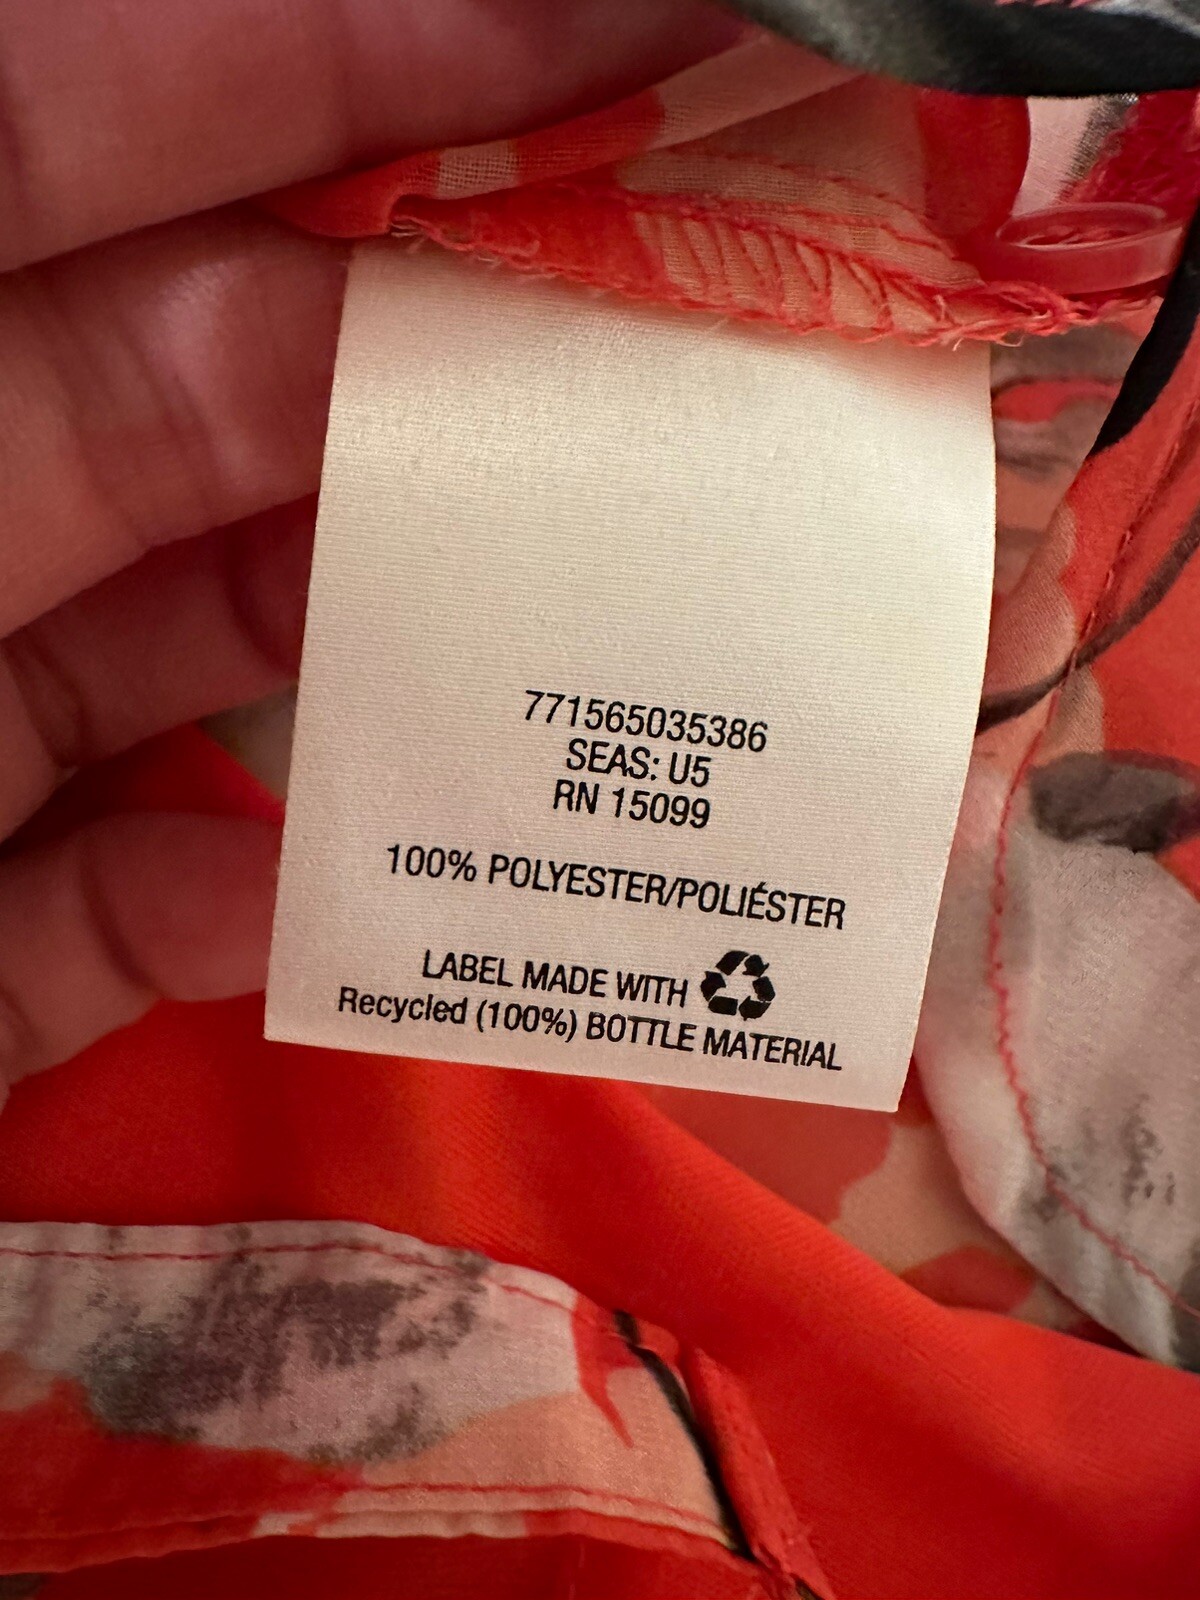 771565035386
SEAS: U5
RN 15099
100% POLYESTER/POLIÉSTER
LABEL MADE WITH
Recycled (100%) BOTTLE MATERIAL